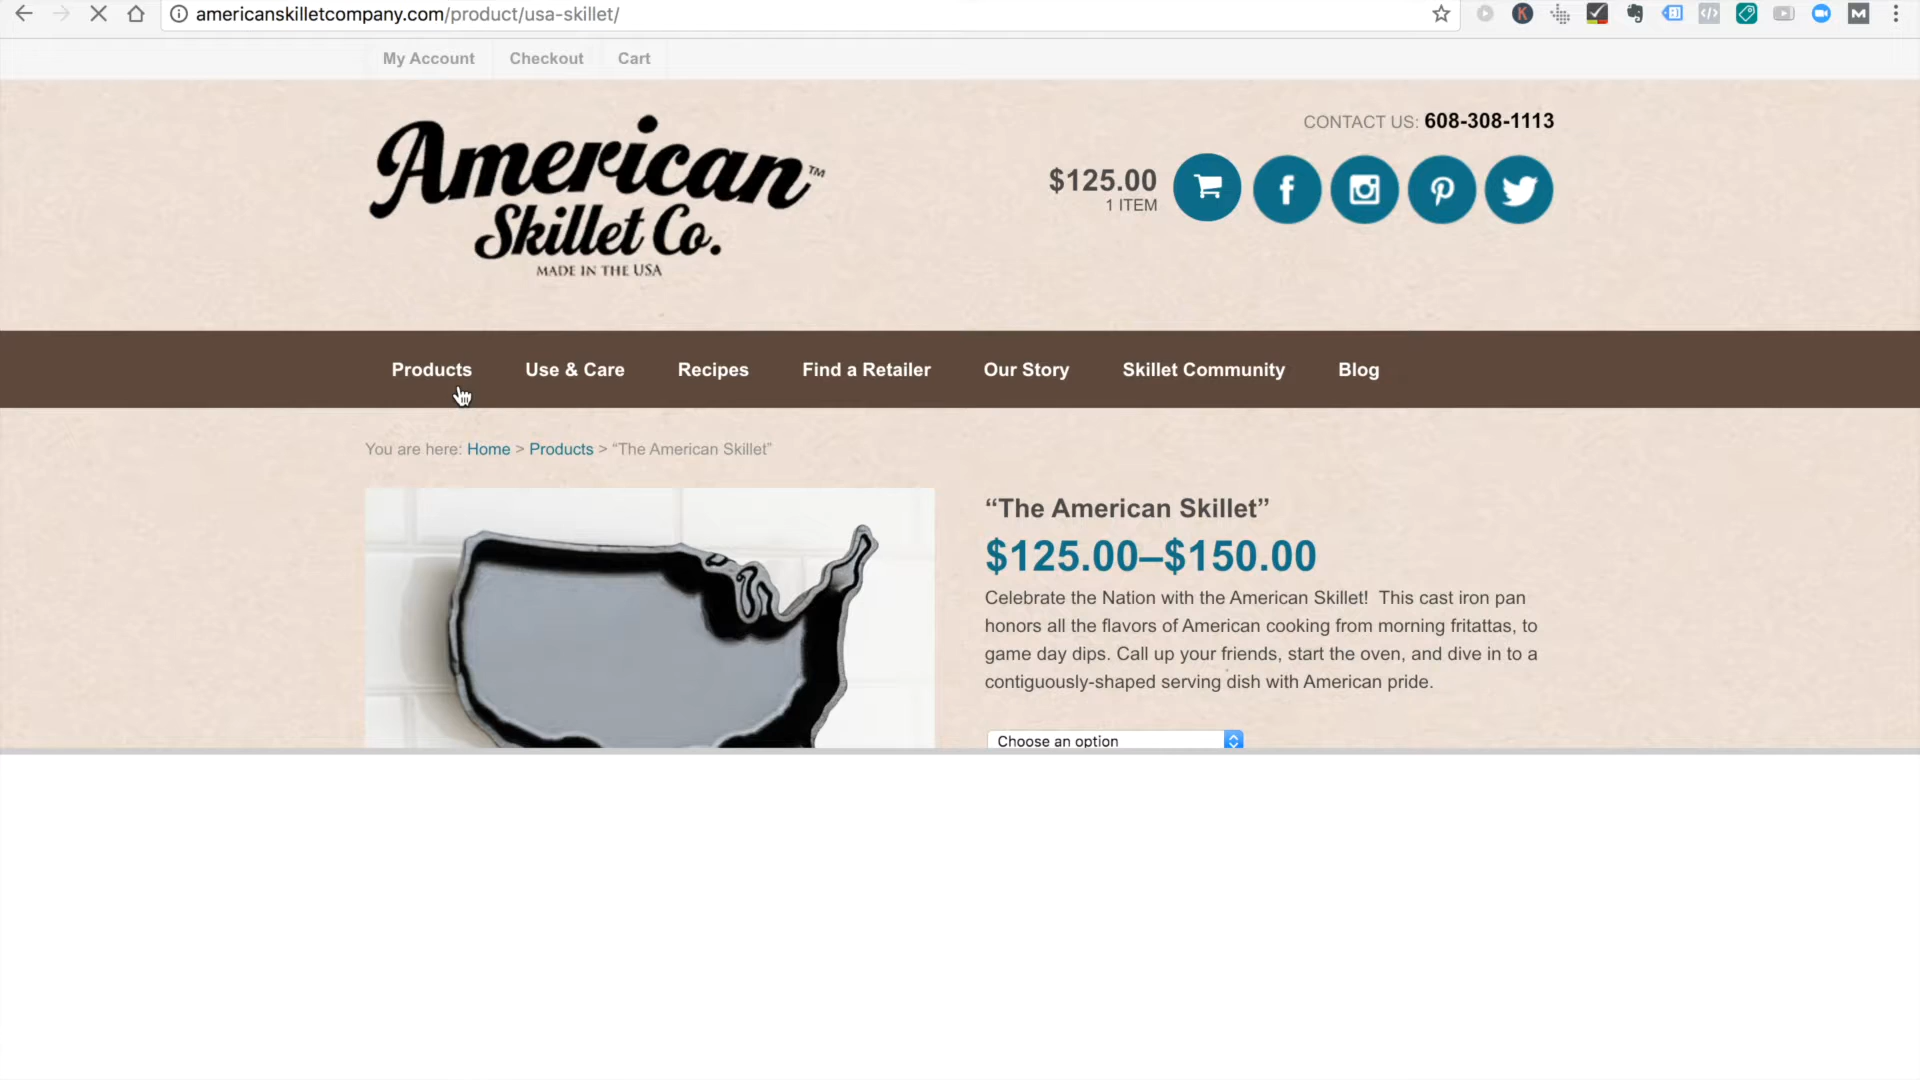 americanskilletcompany.com/product/usa-skillet/
My Account
Checkout
Cart
American™
Skillet Co.
MADE IN THE USA
CONTACT US: 608-308-1113
$125.00
1 ITEM
Products
Use & Care
Recipes
Find a Retailer
Our Story
Skillet Community
Blog
You are here: Home > Products > “The American Skillet”
“The American Skillet”
$125.00–$150.00
Celebrate the Nation with the American Skillet! This cast iron pan
honors all the flavors of American cooking from morning fritattas, to
game day dips. Call up your friends, start the oven, and dive in to a
contiguously-shaped serving dish with American pride.
Choose an option